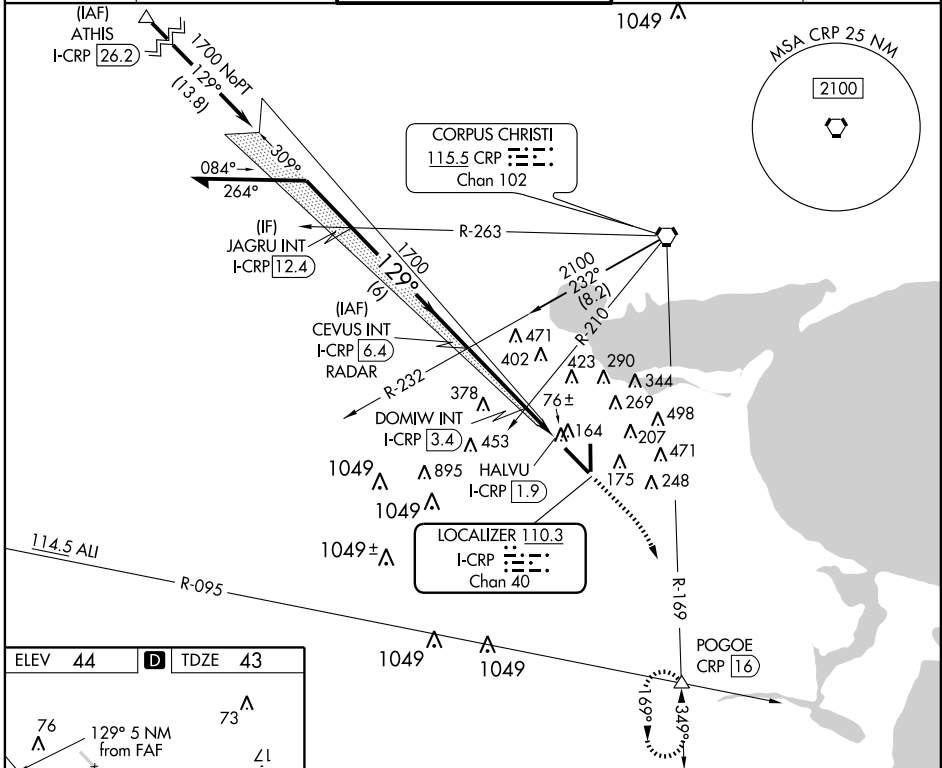 (IAF)
ATHIS
I-CRP 26.2
1700 NoPT
129°
(13.8)
1049
MSA CRP 25 NM
2100
CORPUS CHRISTI
115.5 CRP
Chan 102
309°
084°
264°
R-263
(IF)
JAGRU INT
I-CRP 12.4
1700
129°
(6)
2100
232°
(8.2)
R-210
(IAF)
CEVUS INT
I-CRP 6.4
RADAR
R-232
471
402
423
290
344
378
76±
269
498
DOMIW INT
I-CRP 3.4
453
164
207
471
HALVU
I-CRP 1.9
175
248
1049
895
1049
1049±
LOCALIZER 110.3
I-CRP
Chan 40
114.5 ALI
R-095
R-169
1049
1049
POGOE
CRP 16
169°
349°
ELEV 44 D TDZE 43
73
76
129° 5 NM
from FAF
17